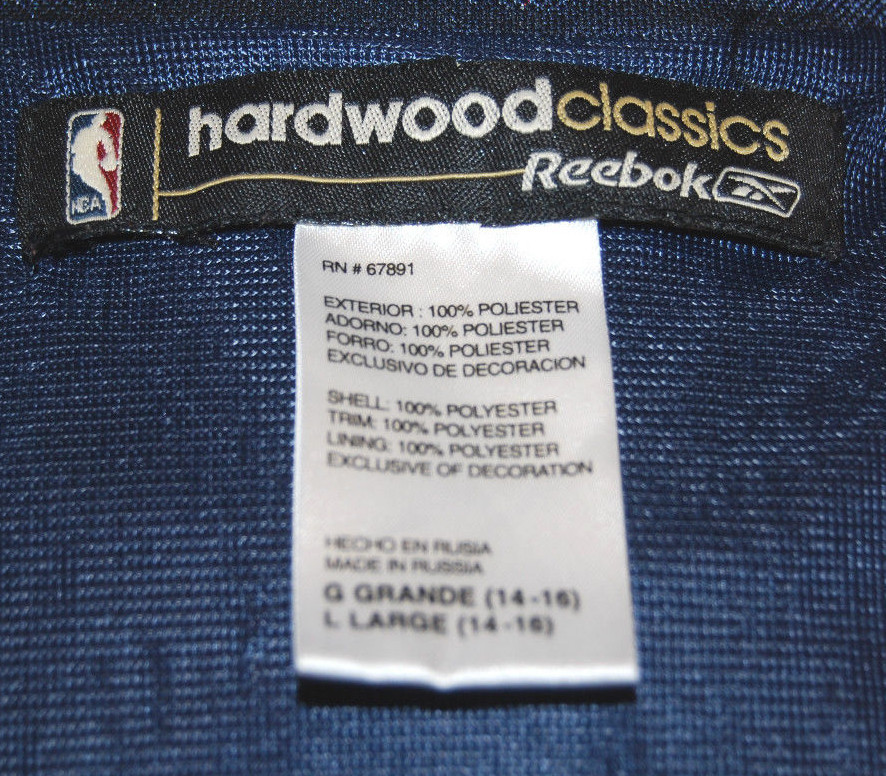 hardwoodclassics
NBA
Reebok
RN # 67891
EXTERIOR : 100% POLIESTER
ADORNO: 100% POLIESTER
FORRO: 100% POLIESTER
EXCLUSIVO DE DECORACION
SHELL: 100% POLYESTER
TRIM: 100% POLYESTER
LINING: 100% POLYESTER
EXCLUSIVE OF DECORATION
HECHO EN RUSIA
MADE IN RUSSIA
G GRANDE (14-16)
L LARGE (14-16)